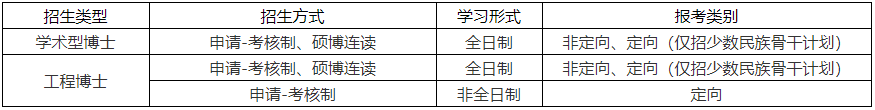 招生类型 招生方式 学习形式 报考类别
学术型博士 申请-考核制、硕博连读 全日制 非定向、定向（仅招少数民族骨干计划）
工程博士 申请-考核制、硕博连读 全日制 非定向、定向（仅招少数民族骨干计划）
申请-考核制 非全日制 定向